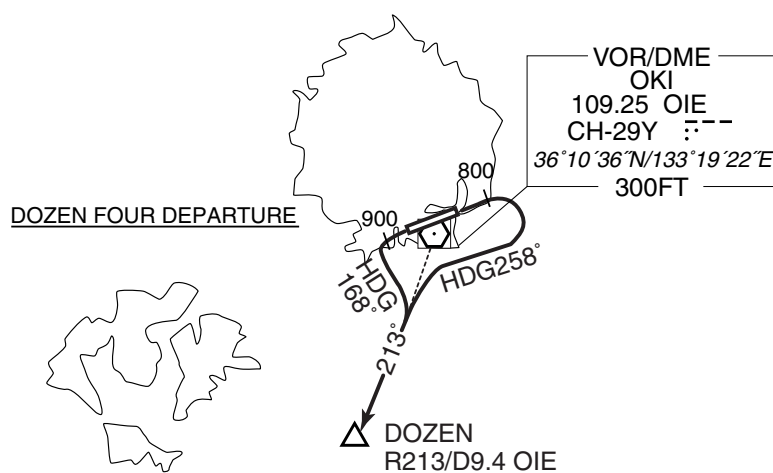 VOR/DME
OKI
109.25 OIE
CH-29Y
36°10´36˝N/133°19´22˝E
300FT
800
DOZEN FOUR DEPARTURE
900
HDG
168°
HDG258°
213°
DOZEN
R213/D9.4 OIE